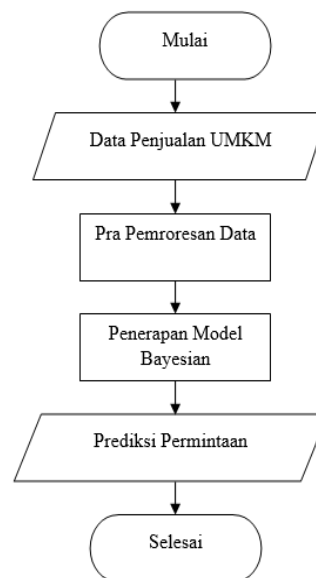 Mulai
Data Penjualan UMKM
Pra Pemroresan Data
Penerapan Model
Bayesian
Prediksi Permintaan
Selesai